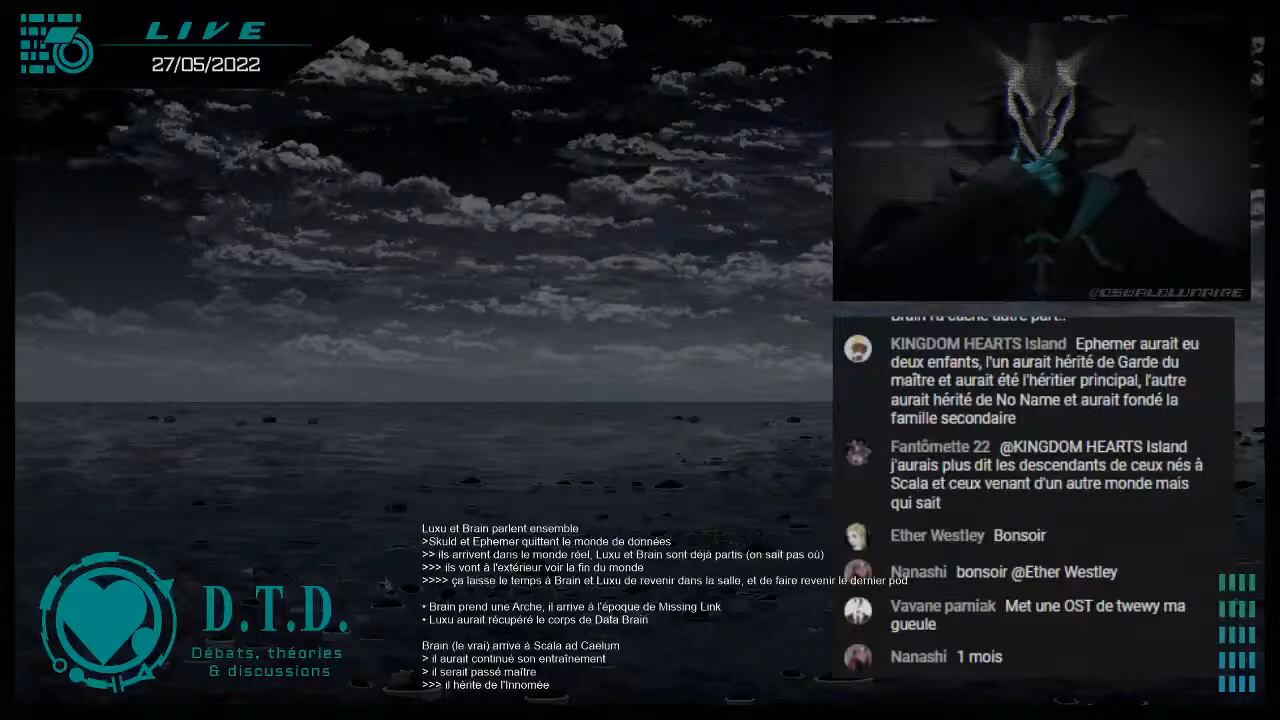 LIVE
27/05/2022
@OSWALDLUNAIRE
Brain l'a caché autre part..
KINGDOM HEARTS Island Ephemer aurait eu
deux enfants, l'un aurait hérité de Garde du
maître et aurait été l'héritier principal, l'autre
aurait hérité de No Name et aurait fondé la
famille secondaire
Fantômette 22 @KINGDOM HEARTS Island
j'aurais plus dit les descendants de ceux nés à
Scala et ceux venant d'un autre monde mais
qui sait
Ether Westley Bonsoir
Nanashi bonsoir @Ether Westley
Vavane pamiak Met une OST de twewy ma
gueule
Nanashi 1 mois
Luxu et Brain parlent ensemble
>Skuld et Ephemer quittent le monde de données
>> ils arrivent dans le monde réel, Luxu et Brain sont déjà partis (on sait pas où)
>>> ils vont à l'extérieur voir la fin du monde
>>>> ça laisse le temps à Brain et Luxu de revenir dans la salle, et de faire revenir le dernier pod
• Brain prend une Arche, il arrive à l'époque de Missing Link
• Luxu aurait récupéré le corps de Data Brain
Brain (le vrai) arrive à Scala ad Caelum
> il aurait continué son entraînement
> il serait passé maître
>>> il hérite de l'Innomée
D.T.D.
Débats, théories
& discussions